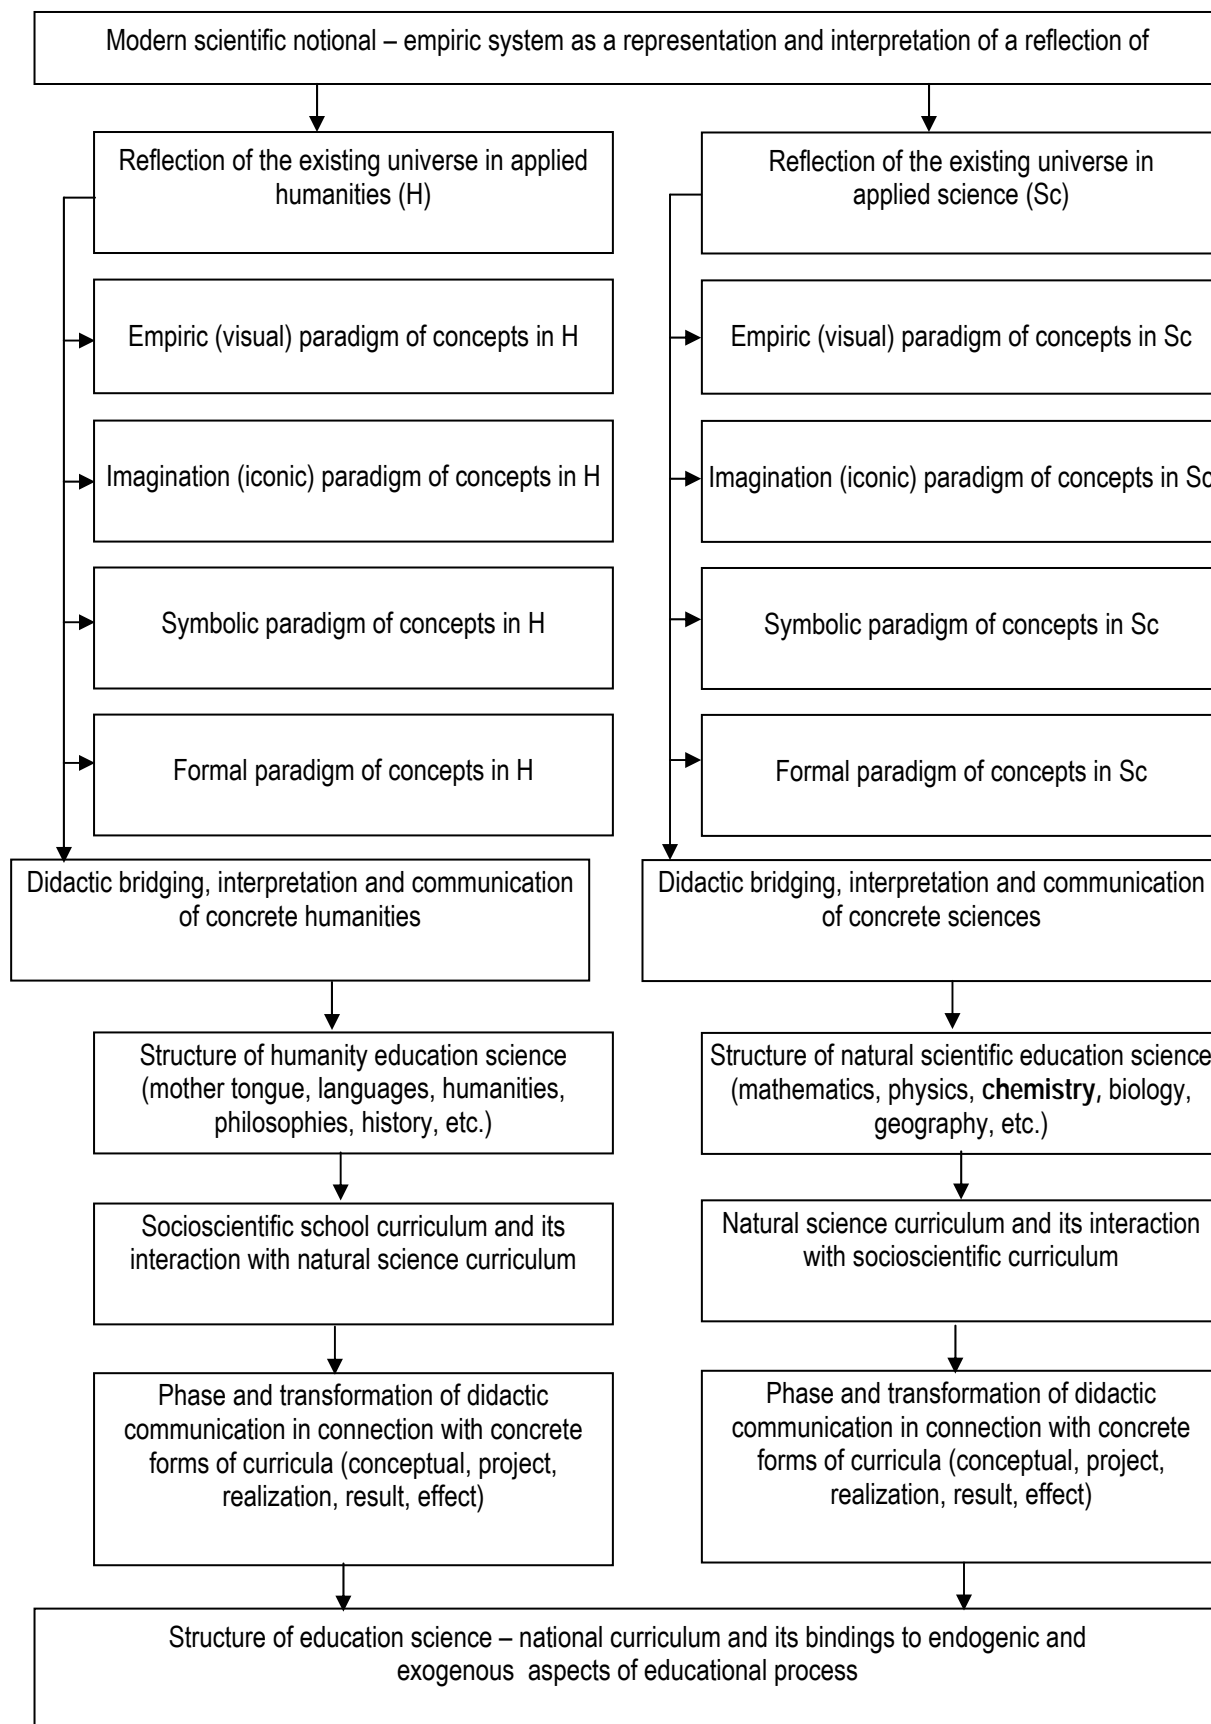 Modern scientific notional – empiric system as a representation and interpretation of a reflection of
Reflection of the existing universe in applied
humanities (H)
Empiric (visual) paradigm of concepts in H
Imagination (iconic) paradigm of concepts in H
Symbolic paradigm of concepts in H
Formal paradigm of concepts in H
Didactic bridging, interpretation and communication
of concrete humanities
Structure of humanity education science
(mother tongue, languages, humanities,
philosophies, history, etc.)
Socioscientific school curriculum and its
interaction with natural science curriculum
Phase and transformation of didactic
communication in connection with concrete
forms of curricula (conceptual, project,
realization, result, effect)
Reflection of the existing universe in
applied science (Sc)
Empiric (visual) paradigm of concepts in Sc
Imagination (iconic) paradigm of concepts in Sc
Symbolic paradigm of concepts in Sc
Formal paradigm of concepts in Sc
Didactic bridging, interpretation and communication
of concrete sciences
Structure of natural scientific education science
(mathematics, physics, chemistry, biology,
geography, etc.)
Natural science curriculum and its interaction
with socioscientific curriculum
Phase and transformation of didactic
communication in connection with concrete
forms of curricula (conceptual, project,
realization, result, effect)
Structure of education science – national curriculum and its bindings to endogenic and
exogenous aspects of educational process